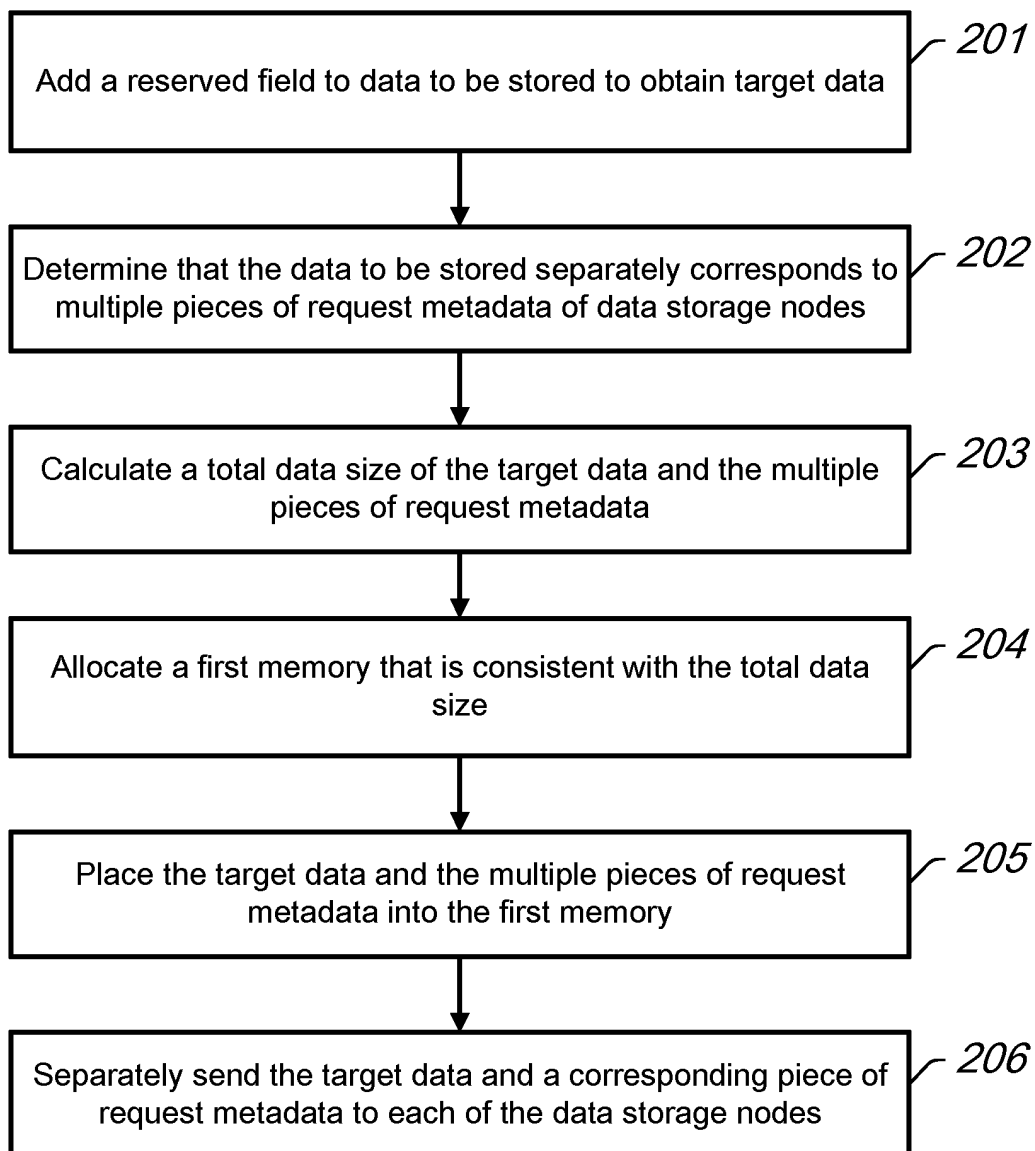 201
Add a reserved field to data to be stored to obtain target data
202
Determine that the data to be stored separately corresponds to
multiple pieces of request metadata of data storage nodes
203
Calculate a total data size of the target data and the multiple
pieces of request metadata
204
Allocate a first memory that is consistent with the total data
size
205
Place the target data and the multiple pieces of request
metadata into the first memory
206
Separately send the target data and a corresponding piece of
request metadata to each of the data storage nodes